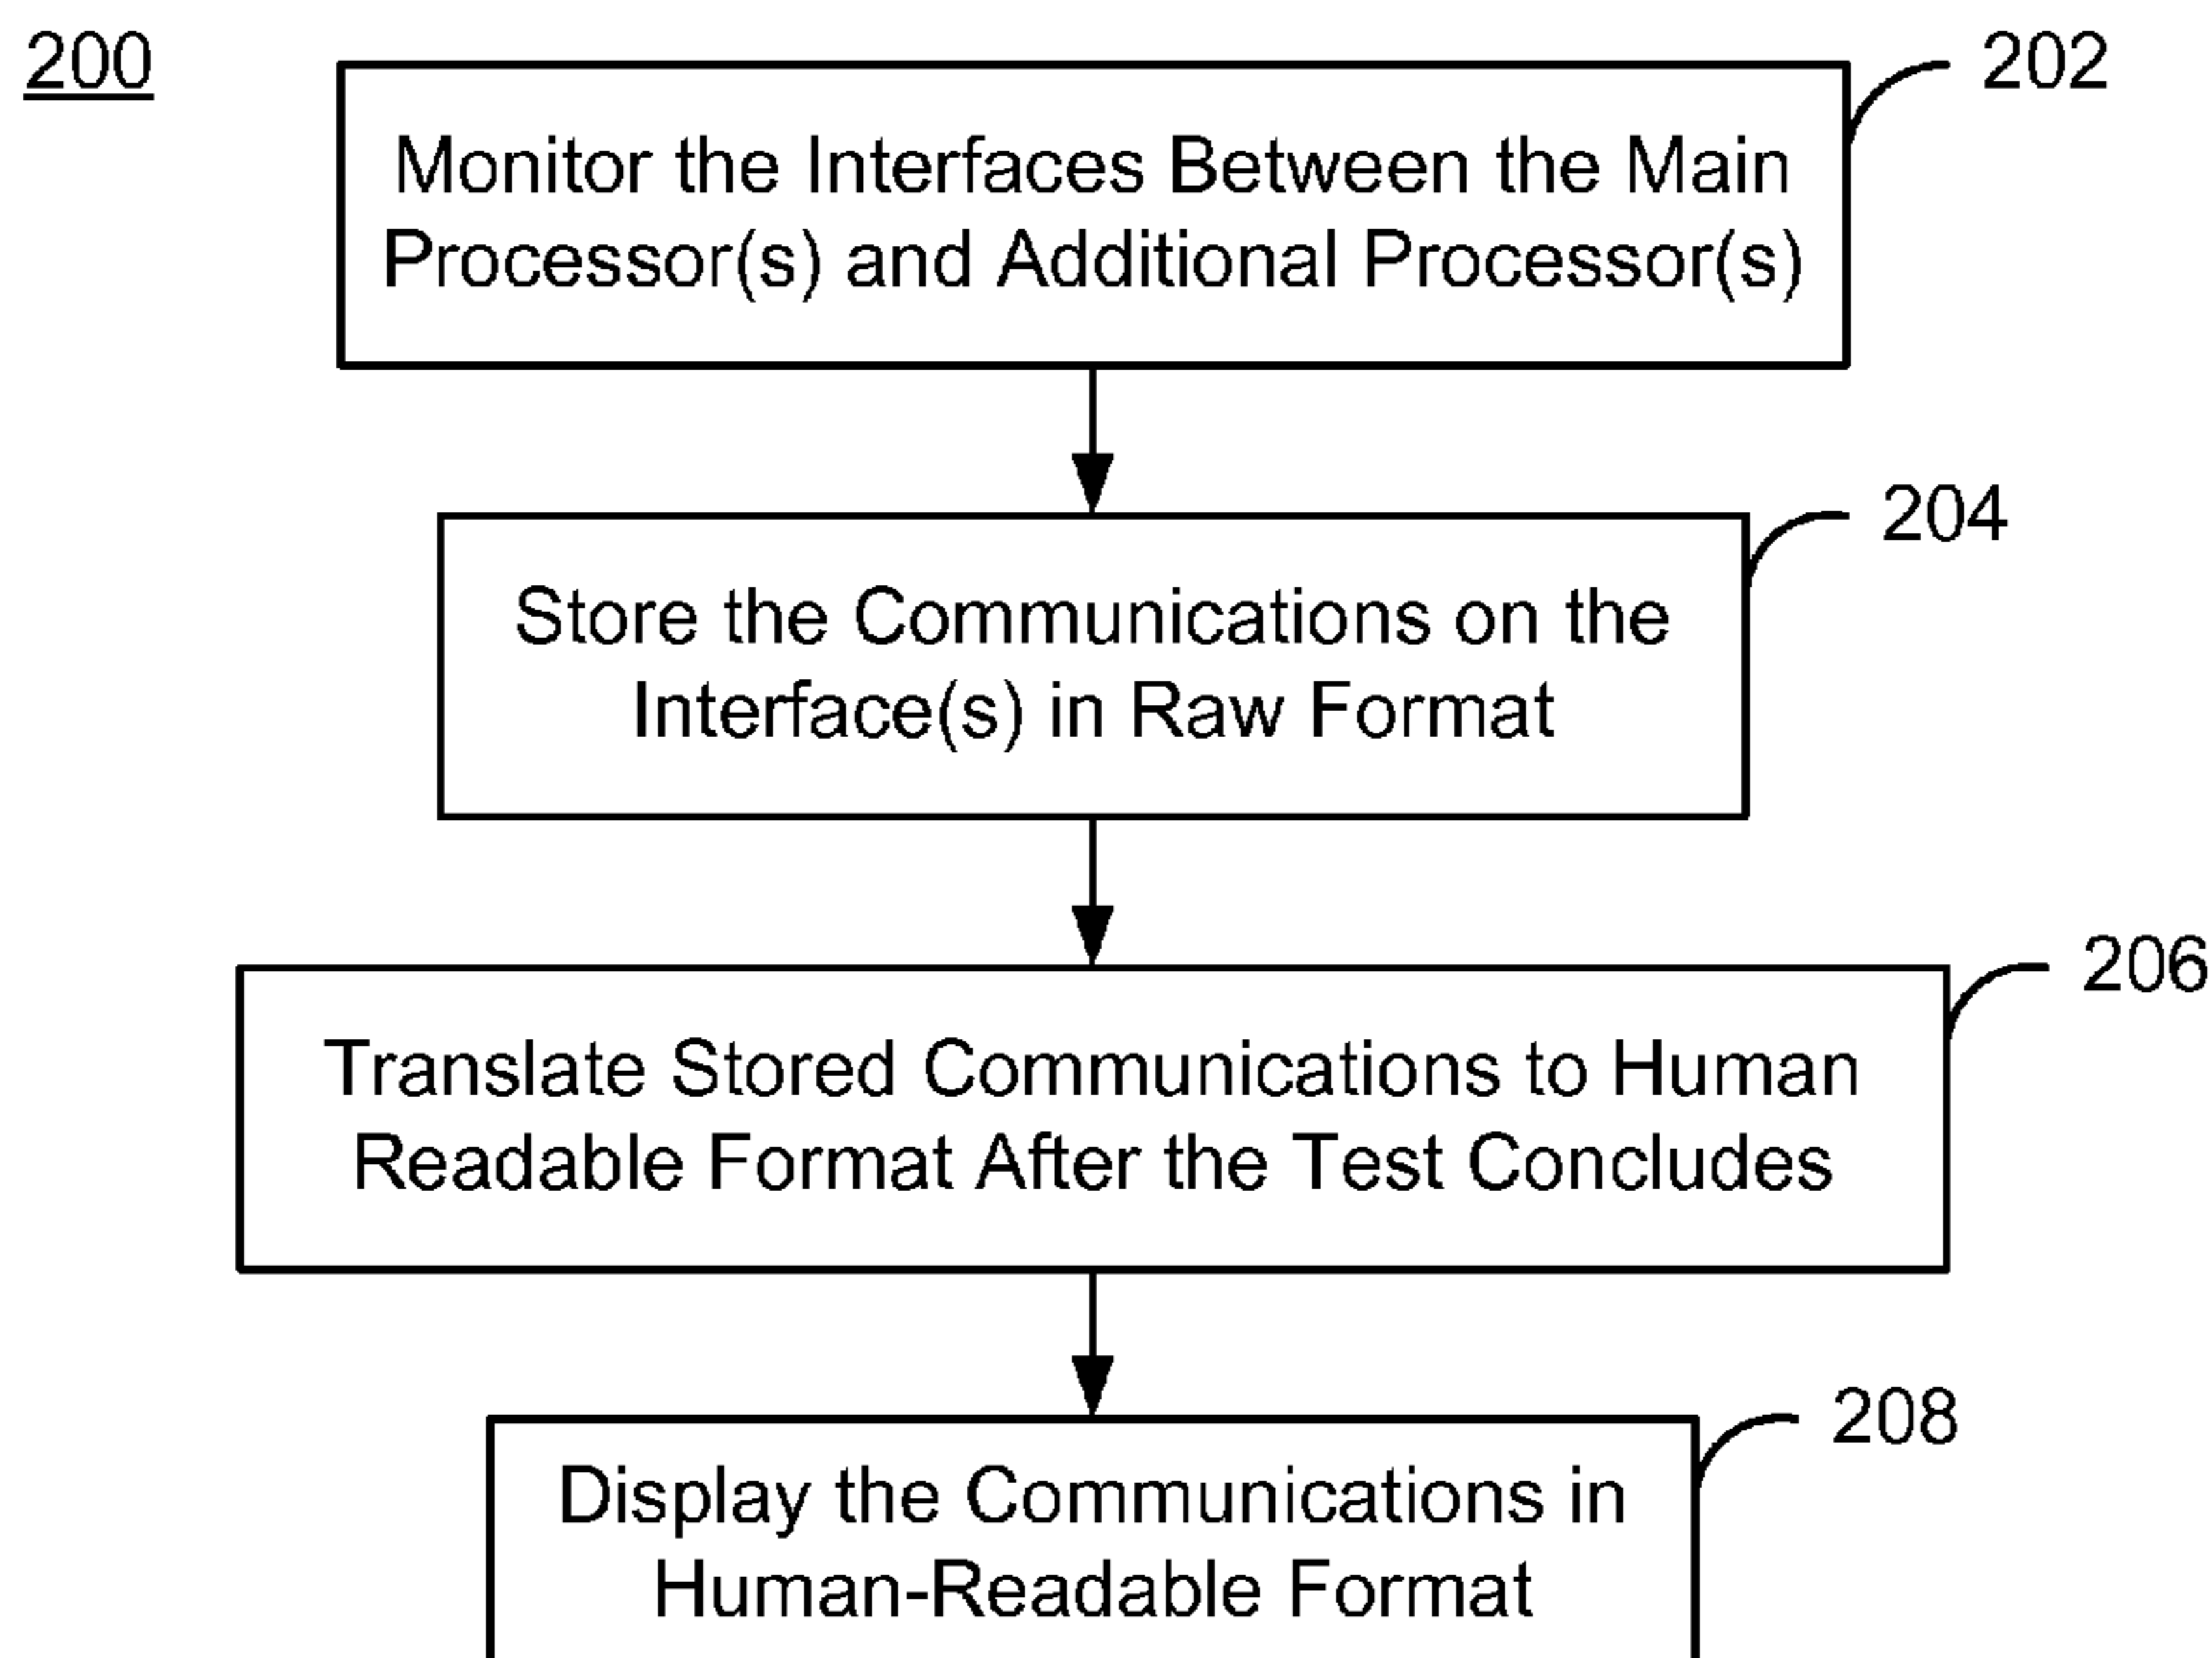 200
202
Monitor the Interfaces Between the Main
Processor(s) and Additional Processor(s)
204
Store the Communications on the
Interface(s) in Raw Format
206
Translate Stored Communications to Human
Readable Format After the Test Concludes
208
Display the Communications in
Human-Readable Format